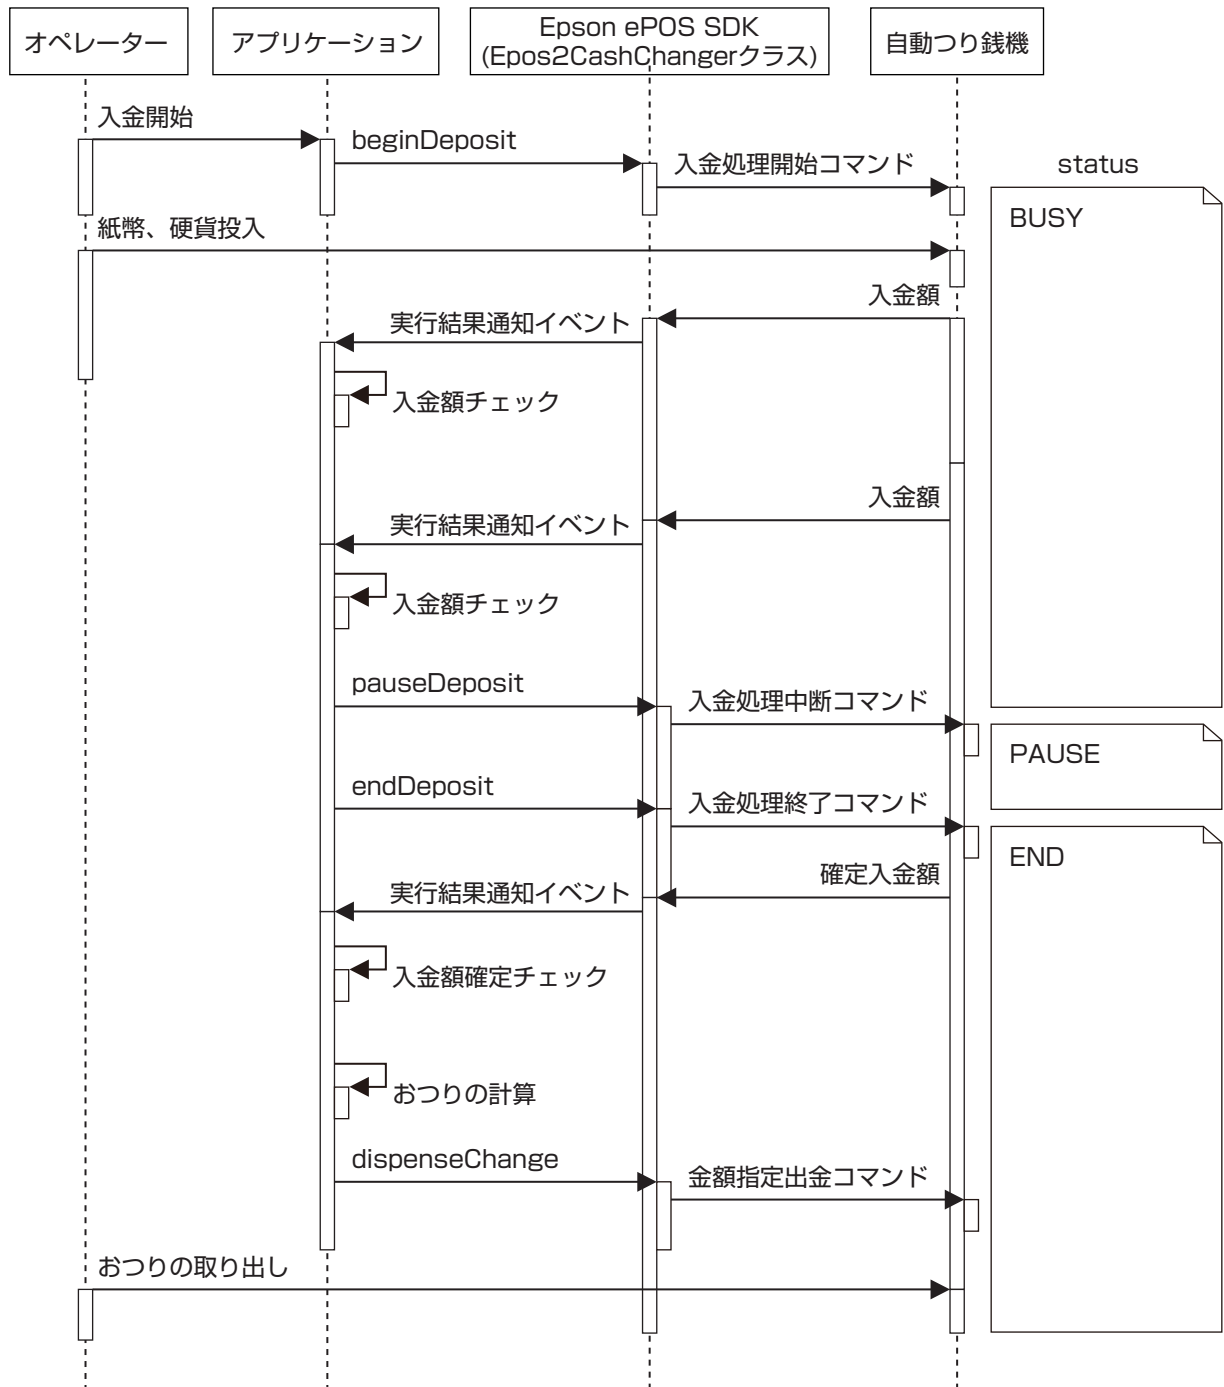 オペレーター
アプリケーション
Epson ePOS SDK
(Epos2CashChangerクラス)
自動つり銭機
入金開始
beginDeposit
入金処理開始コマンド
status
BUSY
紙幣、硬貨投入
入金額
実行結果通知イベント
入金額チェック
入金額
実行結果通知イベント
入金額チェック
pauseDeposit
入金処理中断コマンド
PAUSE
endDeposit
入金処理終了コマンド
END
確定入金額
実行結果通知イベント
入金額確定チェック
おつりの計算
dispenseChange
金額指定出金コマンド
おつりの取り出し